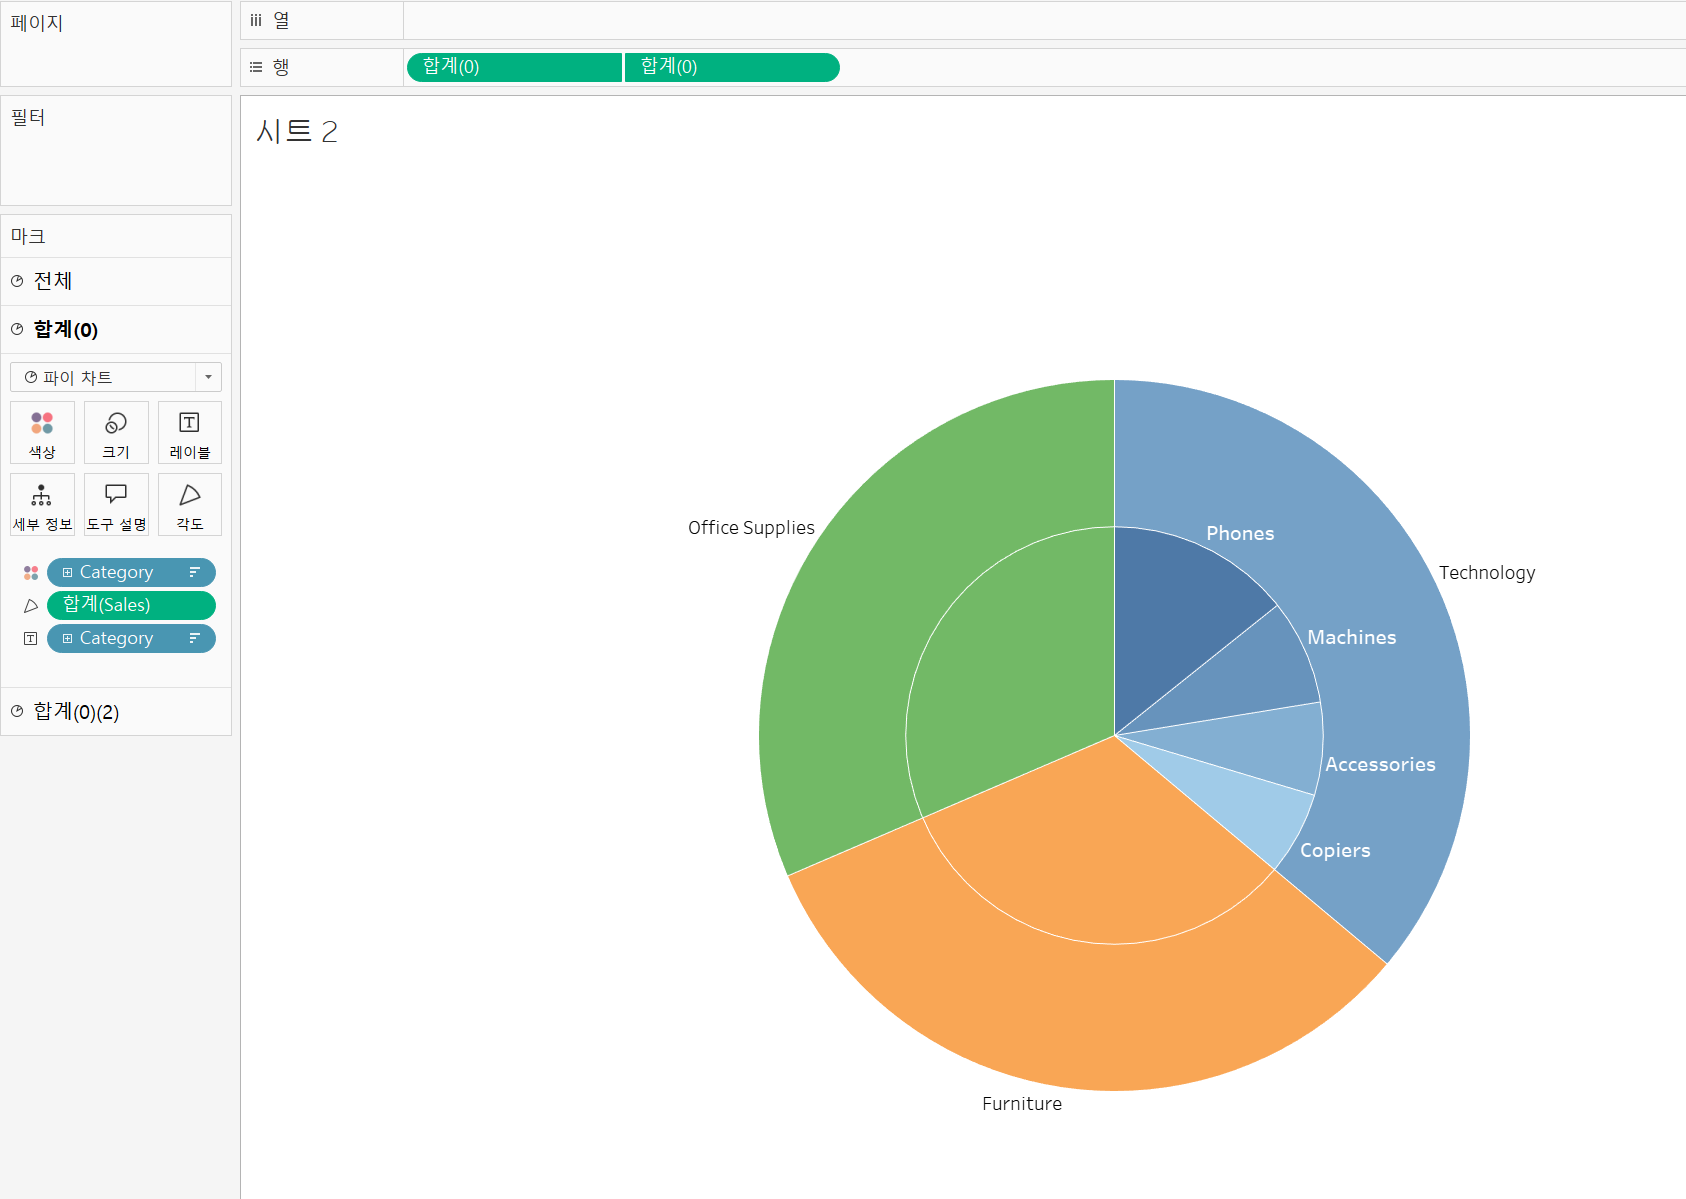 페이지
열
행
합계(0)
합계(0)
필터
시트 2
마크
전체
합계(0)
파이 차트
색상
크기
레이블
세부 정보
도구 설명
각도
Category
합계(Sales)
Category
합계(0)(2)
Office Supplies
Phones
Technology
Machines
Accessories
Copiers
Furniture